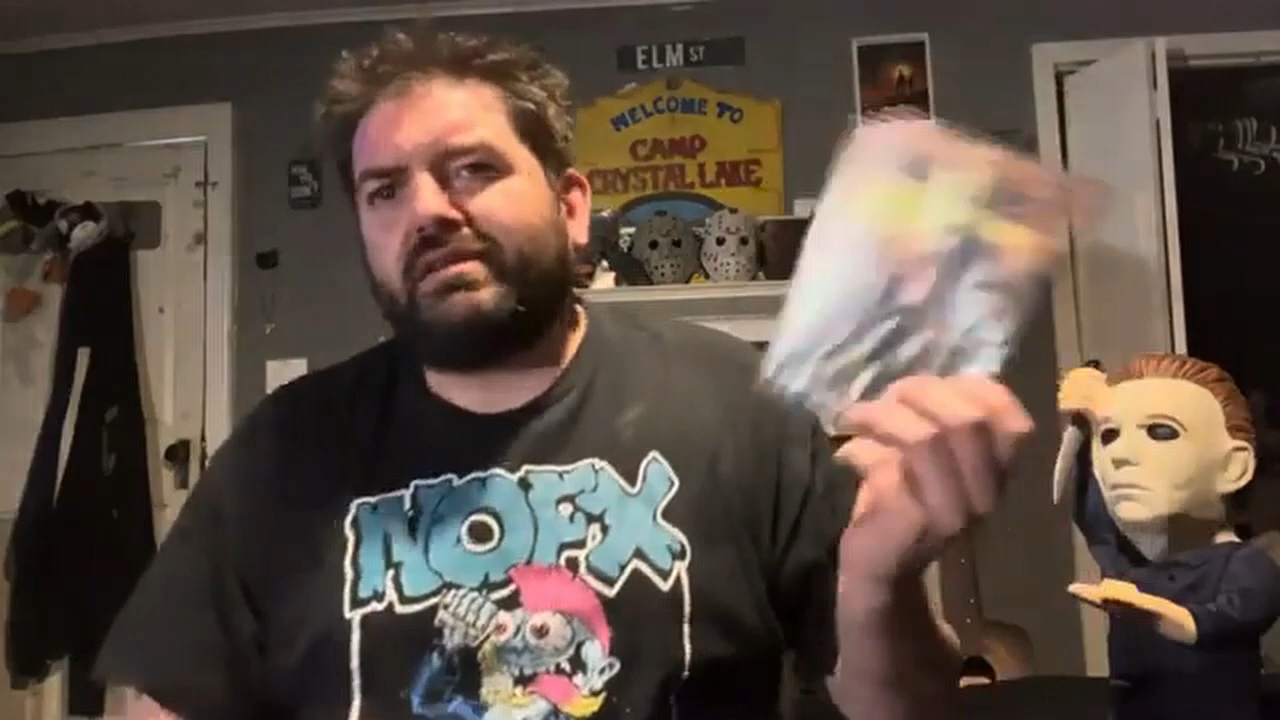 ELM ST
WELCOME TO
CAMP
CRYSTAL LAKE
NOFX